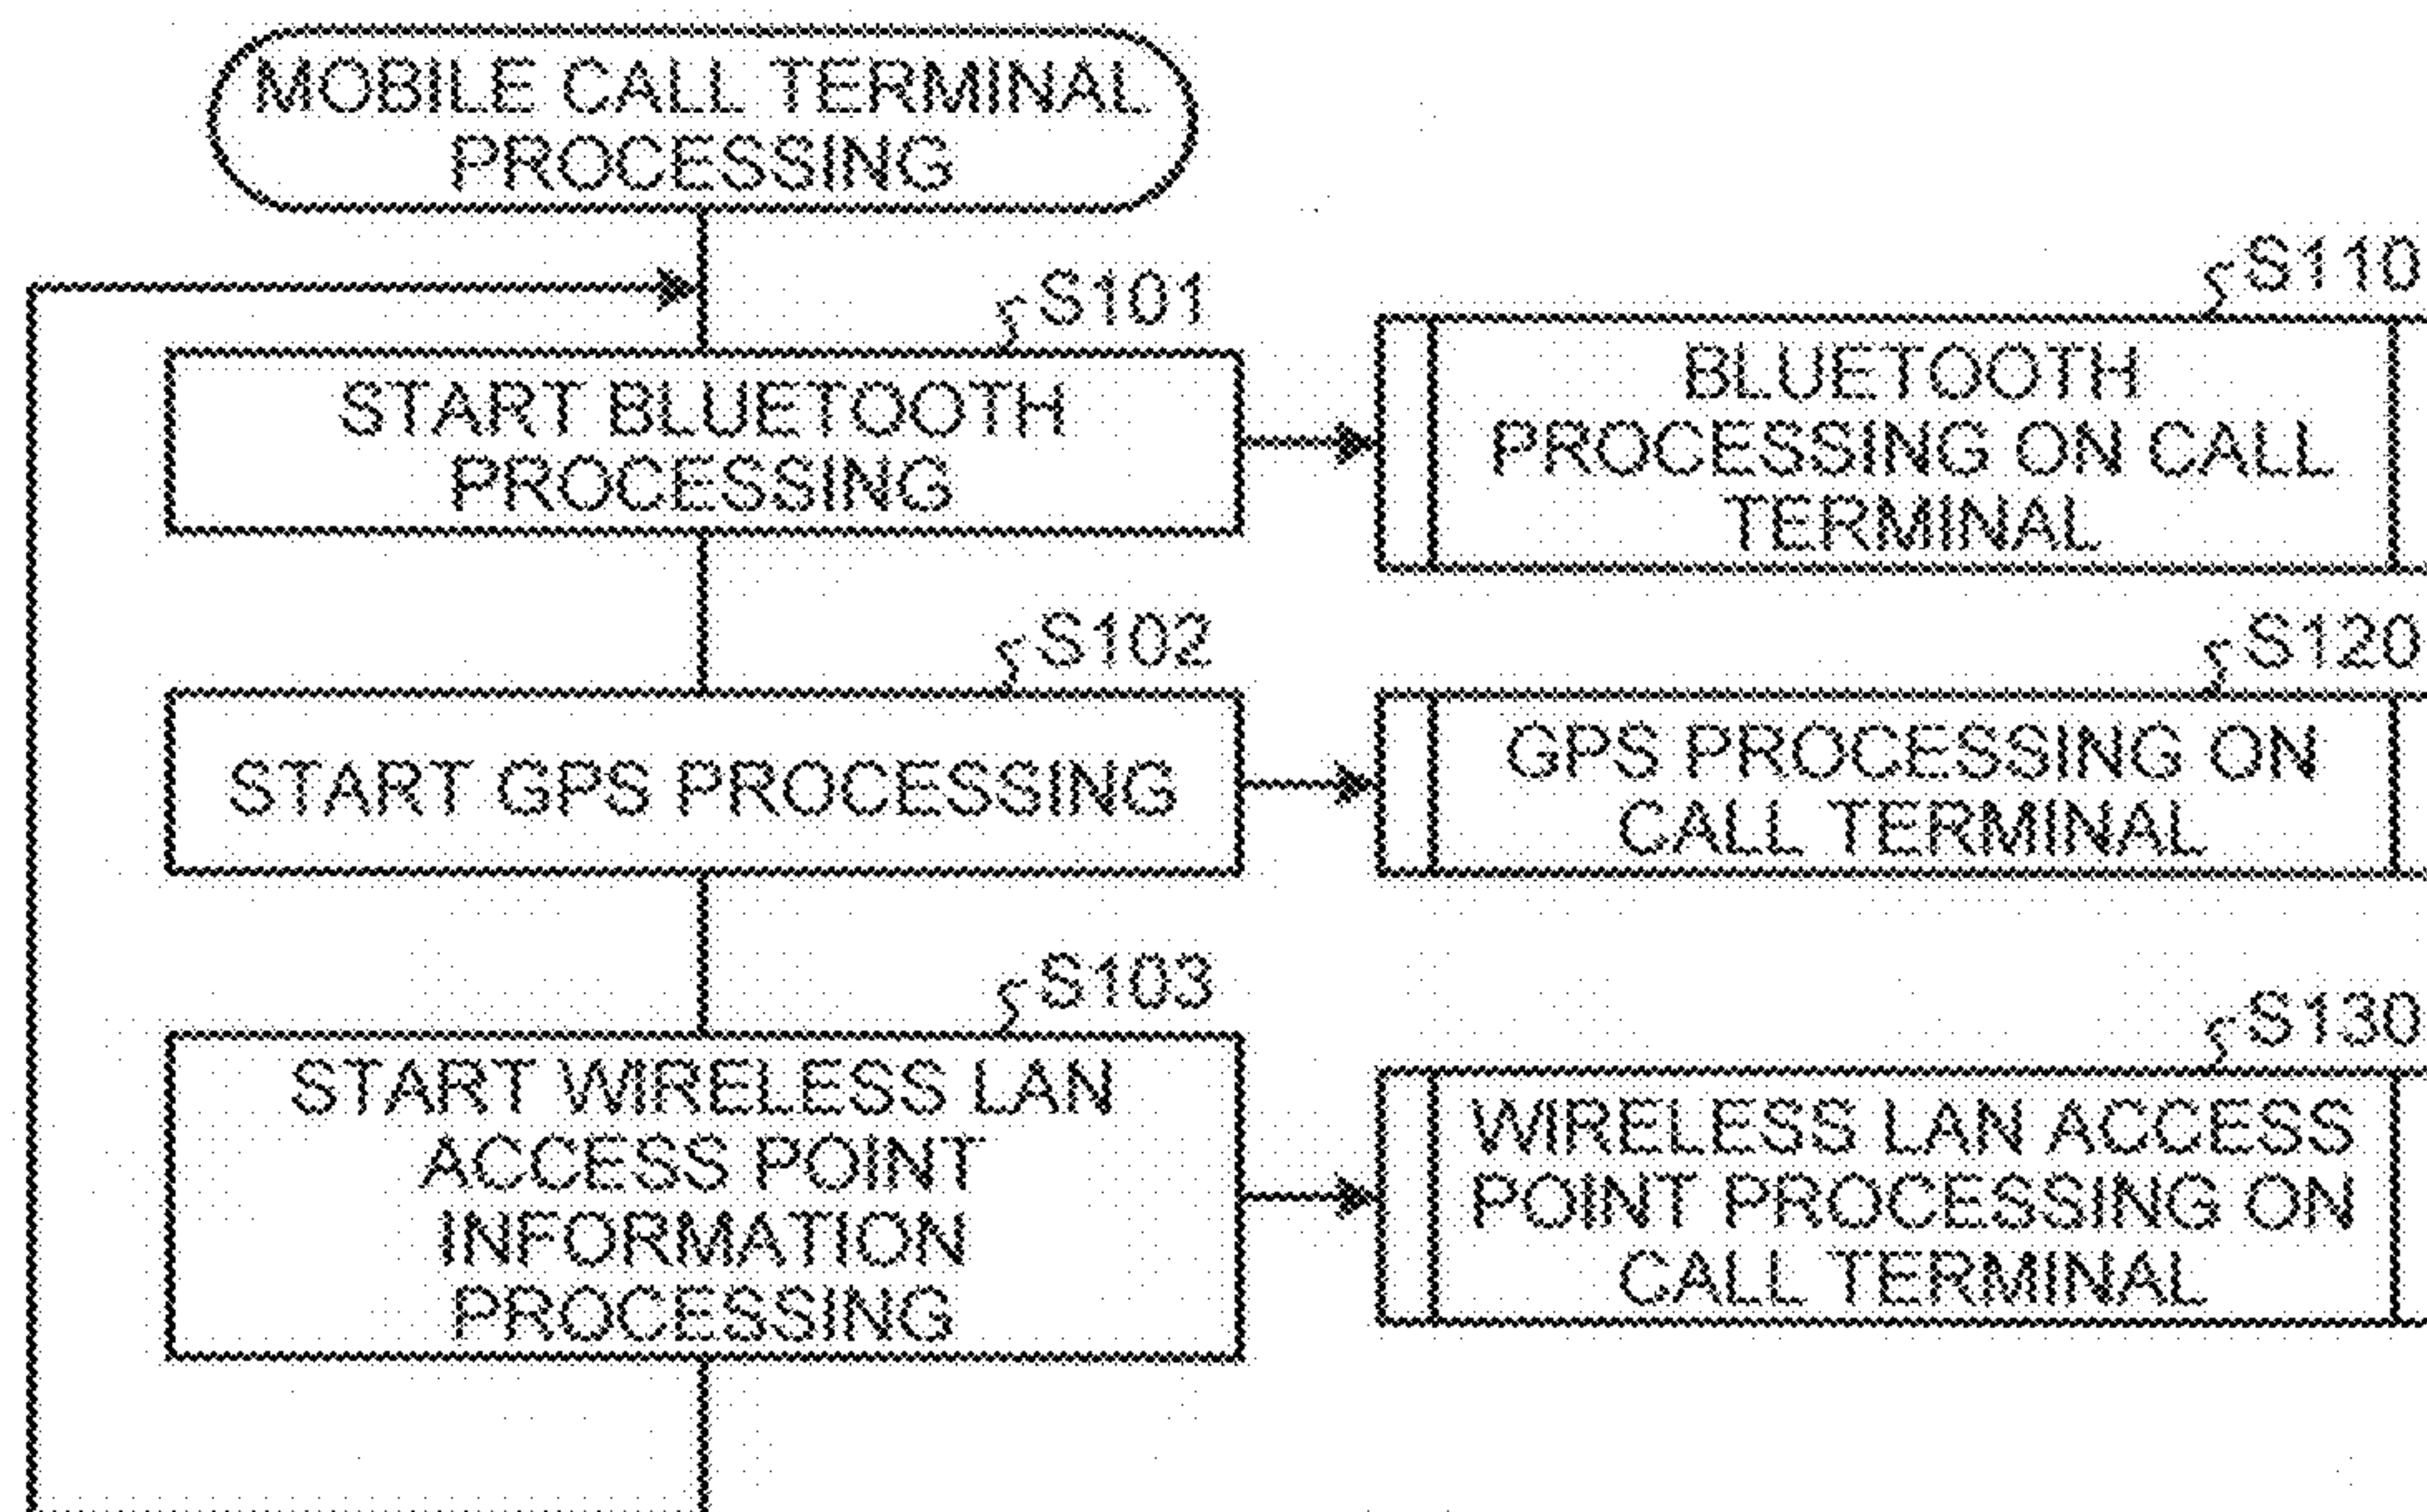 MOBILE CALL TERMINAL
PROCESSING
S101
START BLUETOOTH
PROCESSING
S110
BLUETOOTH
PROCESSING ON CALL
TERMINAL
S102
START GPS PROCESSING
S120
GPS PROCESSING ON
CALL TERMINAL
S103
START WIRELESS LAN
ACCESS POINT
INFORMATION
PROCESSING
S130
WIRELESS LAN ACCESS
POINT PROCESSING ON
CALL TERMINAL